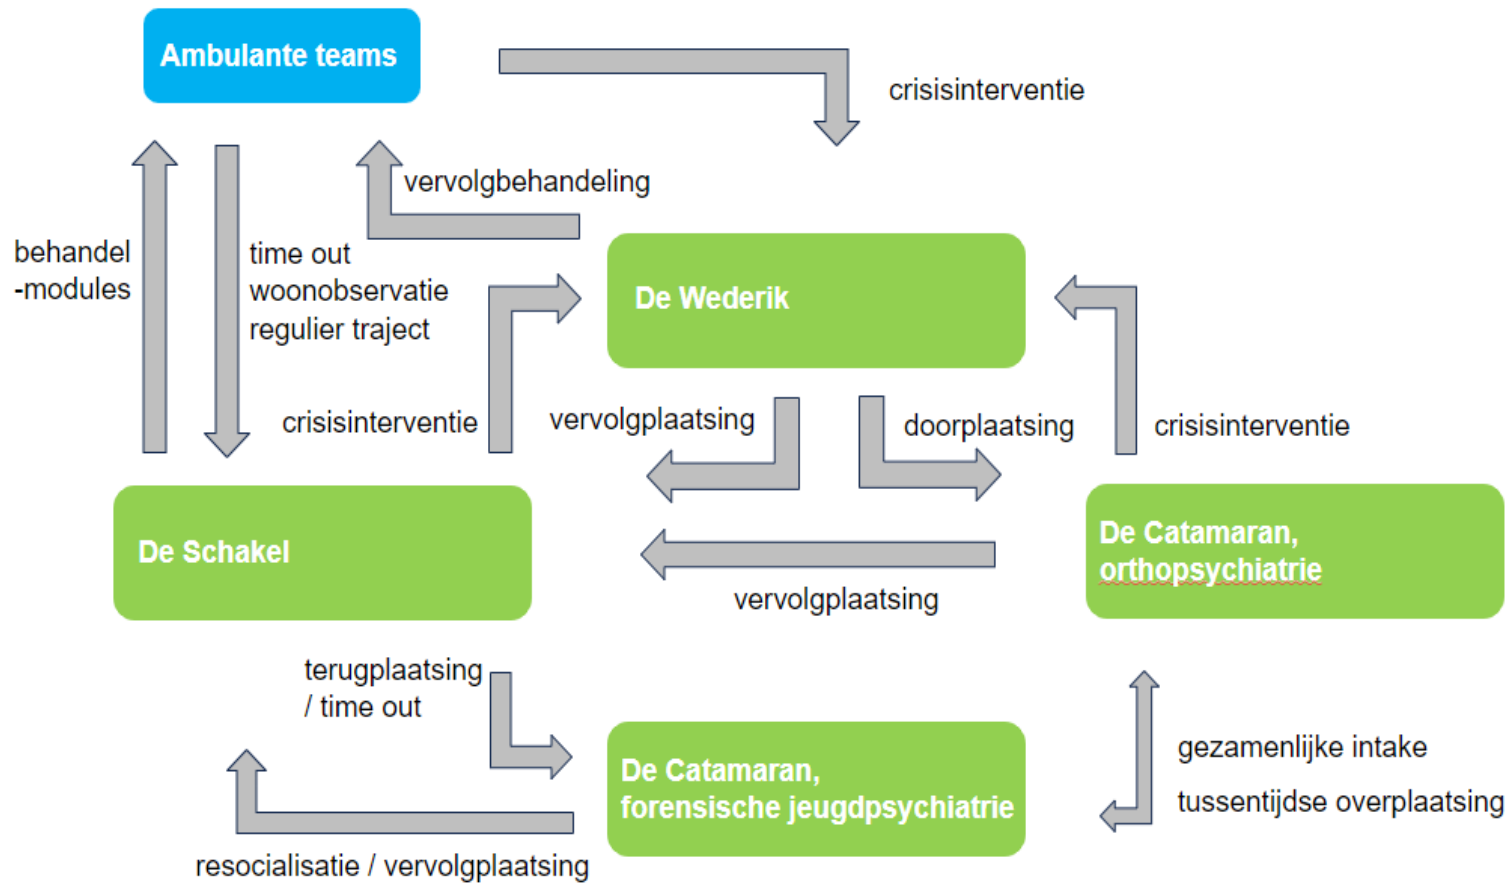 Ambulante teams
crisisinterventie
vervolgbehandeling
behandel
-modules
time out
woonobservatie
regulier traject
De Wederik
crisisinterventie
vervolgplaatsing
doorplaatsing
crisisinterventie
De Schakel
De Catamaran,
orthopsychiatrie
vervolgplaatsing
terugplaatsing
/ time out
De Catamaran,
forensische jeugdpsychiatrie
gezamenlijke intake
tussentijdse overplaatsing
resocialisatie / vervolgplaatsing